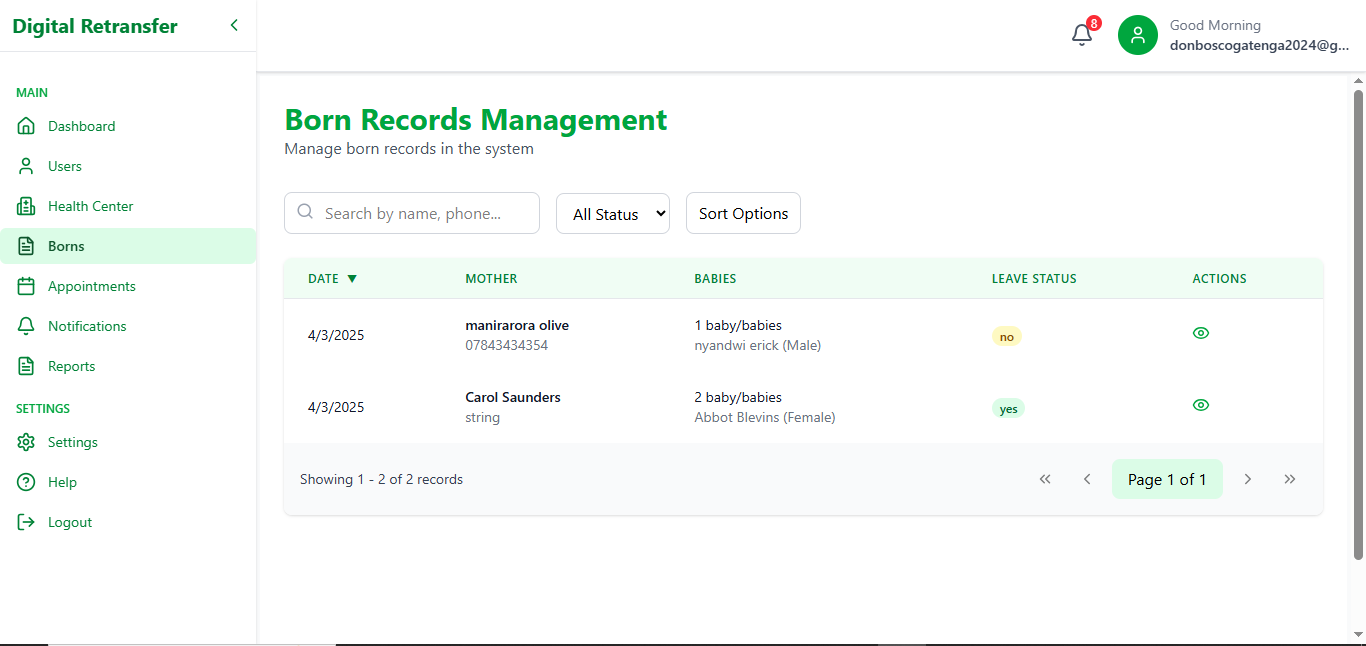 Digital Retransfer
8
Good Morning
donboscogatenga2024@g...
MAIN
Dashboard
Users
Health Center
Borns
Appointments
Notifications
Reports
SETTINGS
Settings
Help
Logout
Born Records Management
Manage born records in the system
Search by name, phone...
All Status
Sort Options
DATE ▼ MOTHER BABIES LEAVE STATUS ACTIONS
4/3/2025 manirarora olive 1 baby/babies no
07843434354 nyandwi erick (Male)
4/3/2025 Carol Saunders 2 baby/babies yes
string Abbot Blevins (Female)
Showing 1 - 2 of 2 records
Page 1 of 1